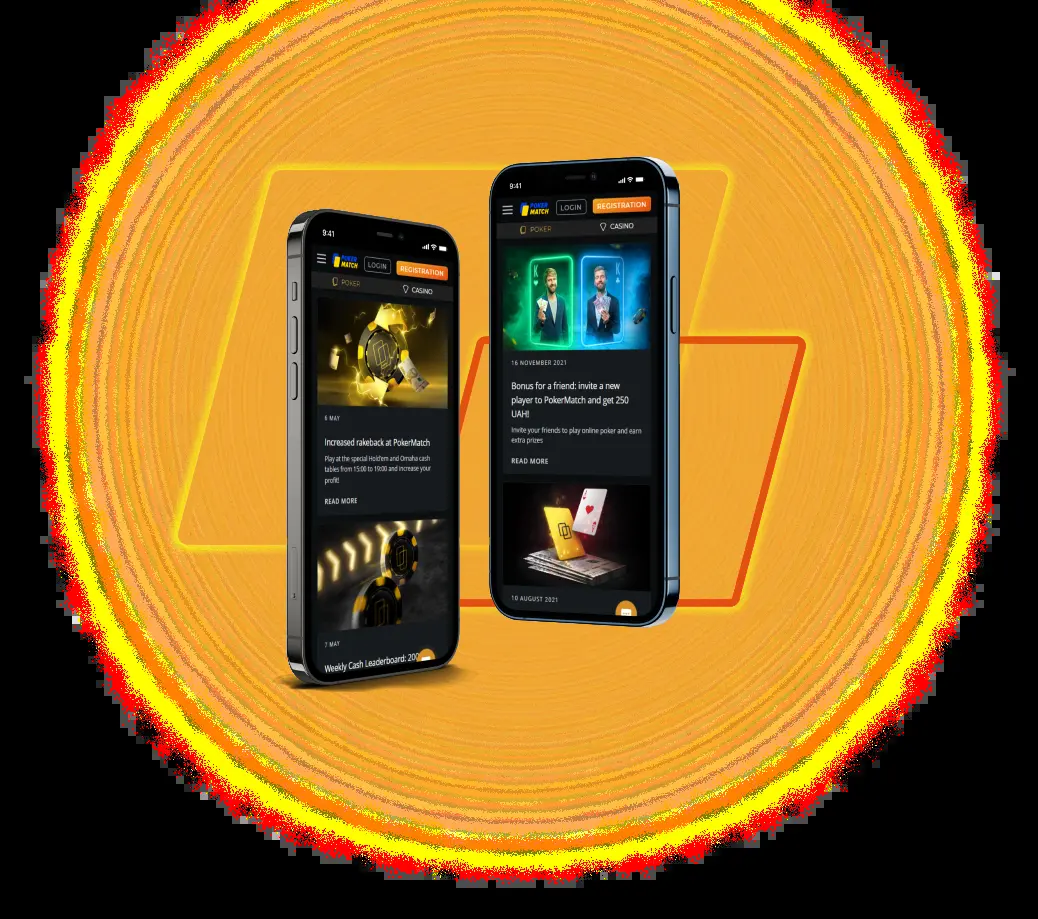 9:41
POKER
MATCH
LOGIN
REGISTRATION
POKER
CASINO
6 MAY
Increased rakeback at PokerMatch
Play at the special Hold'em and Omaha cash
tables from 15:00 to 19:00 and increase your
profit!
READ MORE
7 MAY
Weekly Cash Leaderboard: 200
9:41
POKER
MATCH
LOGIN
REGISTRATION
POKER
CASINO
K
K
16 NOVEMBER 2021
Bonus for a friend: invite a new
player to PokerMatch and get 250
UAH!
Invite your friends to play online poker and earn
extra prizes
READ MORE
10 AUGUST 2021